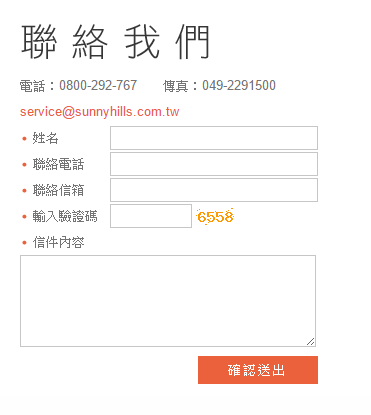 聯絡我們
電話：0800-292-767 傳真：049-2291500
service@sunnyhills.com.tw
姓名
聯絡電話
聯絡信箱
輸入驗證碼 6558
信件內容
確認送出